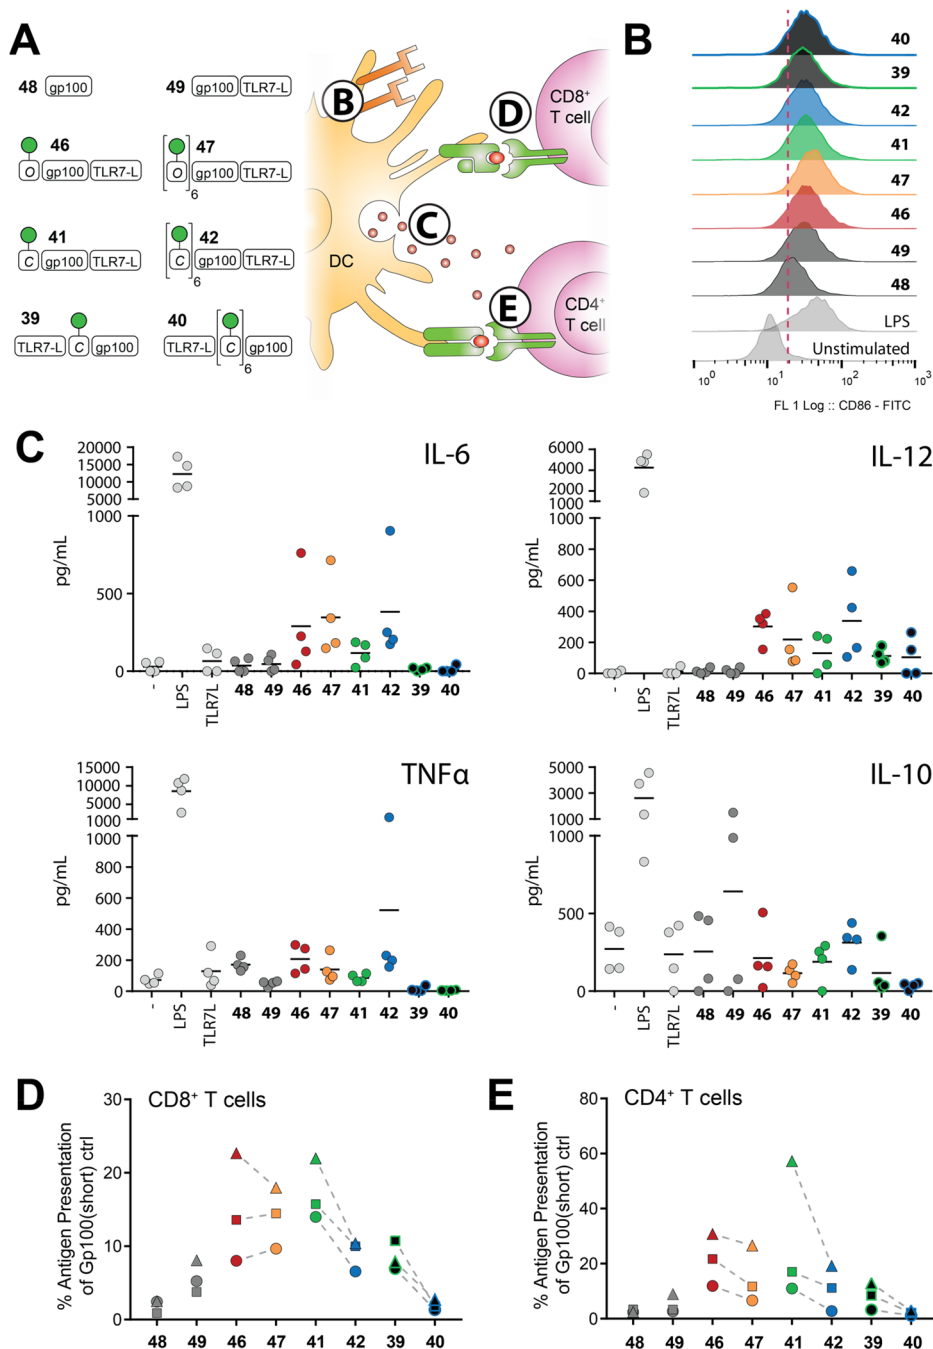 A
48 gp100
49 gp100 TLR7-L
46
O gp100 TLR7-L
47
O 6 gp100 TLR7-L
41
C gp100 TLR7-L
42
C 6 gp100 TLR7-L
39
TLR7-L C gp100
40
TLR7-L C 6 gp100
B
D
CD8+
T cell
C
DC
E
CD4+
T cell
B
40
39
42
41
47
46
49
48
LPS
Unstimulated
10^0 10^1 10^2 10^3
FL 1 Log :: CD86 - FITC
C
IL-6
20000
15000
10000
5000
1000
500
0
pg/mL
- LPS TLR7L 48 49 46 47 41 42 39 40
IL-12
6000
4000
2000
1000
800
600
400
200
0
pg/mL
- LPS TLR7L 48 49 46 47 41 42 39 40
TNFα
15000
10000
5000
1000
800
600
400
200
0
pg/mL
- LPS TLR7L 48 49 46 47 41 42 39 40
IL-10
5000
3000
1000
1000
500
0
pg/mL
- LPS TLR7L 48 49 46 47 41 42 39 40
D
CD8+ T cells
30
20
10
0
% Antigen Presentation
of Gp100(short) ctrl
48 49 46 47 41 42 39 40
E
CD4+ T cells
80
60
40
20
0
% Antigen Presentation
of Gp100(short) ctrl
48 49 46 47 41 42 39 40